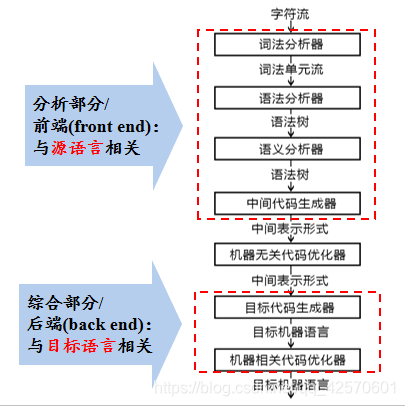 字符流
词法分析器
词法单元流
语法分析器
语法树
语义分析器
语法树
中间代码生成器
中间表示形式
机器无关代码优化器
中间表示形式
目标代码生成器
目标机器语言
机器相关代码优化器
目标机器语言
分析部分/
前端(front end):
与源语言相关
综合部分/
后端(back end):
与目标语言相关